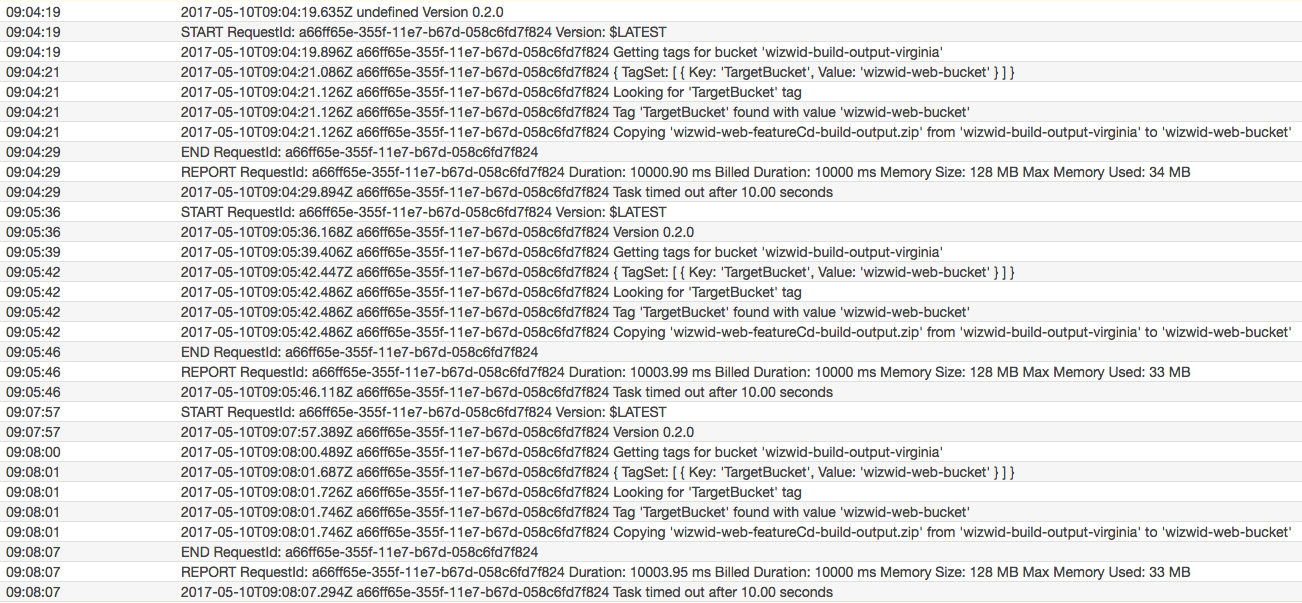 09:04:19 2017-05-10T09:04:19.635Z undefined Version 0.2.0
09:04:19 START RequestId: a66ff65e-355f-11e7-b67d-058c6fd7f824 Version: $LATEST
09:04:19 2017-05-10T09:04:19.896Z a66ff65e-355f-11e7-b67d-058c6fd7f824 Getting tags for bucket 'wizwid-build-output-virginia'
09:04:21 2017-05-10T09:04:21.086Z a66ff65e-355f-11e7-b67d-058c6fd7f824 { TagSet: [ { Key: 'TargetBucket', Value: 'wizwid-web-bucket' } ] }
09:04:21 2017-05-10T09:04:21.126Z a66ff65e-355f-11e7-b67d-058c6fd7f824 Looking for 'TargetBucket' tag
09:04:21 2017-05-10T09:04:21.126Z a66ff65e-355f-11e7-b67d-058c6fd7f824 Tag 'TargetBucket' found with value 'wizwid-web-bucket'
09:04:21 2017-05-10T09:04:21.126Z a66ff65e-355f-11e7-b67d-058c6fd7f824 Copying 'wizwid-web-featureCd-build-output.zip' from 'wizwid-build-output-virginia' to 'wizwid-web-bucket'
09:04:29 END RequestId: a66ff65e-355f-11e7-b67d-058c6fd7f824
09:04:29 REPORT RequestId: a66ff65e-355f-11e7-b67d-058c6fd7f824 Duration: 10000.90 ms Billed Duration: 10000 ms Memory Size: 128 MB Max Memory Used: 34 MB
09:04:29 2017-05-10T09:04:29.894Z a66ff65e-355f-11e7-b67d-058c6fd7f824 Task timed out after 10.00 seconds
09:05:36 START RequestId: a66ff65e-355f-11e7-b67d-058c6fd7f824 Version: $LATEST
09:05:36 2017-05-10T09:05:36.168Z a66ff65e-355f-11e7-b67d-058c6fd7f824 Version 0.2.0
09:05:39 2017-05-10T09:05:39.406Z a66ff65e-355f-11e7-b67d-058c6fd7f824 Getting tags for bucket 'wizwid-build-output-virginia'
09:05:42 2017-05-10T09:05:42.447Z a66ff65e-355f-11e7-b67d-058c6fd7f824 { TagSet: [ { Key: 'TargetBucket', Value: 'wizwid-web-bucket' } ] }
09:05:42 2017-05-10T09:05:42.486Z a66ff65e-355f-11e7-b67d-058c6fd7f824 Looking for 'TargetBucket' tag
09:05:42 2017-05-10T09:05:42.486Z a66ff65e-355f-11e7-b67d-058c6fd7f824 Tag 'TargetBucket' found with value 'wizwid-web-bucket'
09:05:42 2017-05-10T09:05:42.486Z a66ff65e-355f-11e7-b67d-058c6fd7f824 Copying 'wizwid-web-featureCd-build-output.zip' from 'wizwid-build-output-virginia' to 'wizwid-web-bucket'
09:05:46 END RequestId: a66ff65e-355f-11e7-b67d-058c6fd7f824
09:05:46 REPORT RequestId: a66ff65e-355f-11e7-b67d-058c6fd7f824 Duration: 10003.99 ms Billed Duration: 10000 ms Memory Size: 128 MB Max Memory Used: 33 MB
09:05:46 2017-05-10T09:05:46.118Z a66ff65e-355f-11e7-b67d-058c6fd7f824 Task timed out after 10.00 seconds
09:07:57 START RequestId: a66ff65e-355f-11e7-b67d-058c6fd7f824 Version: $LATEST
09:07:57 2017-05-10T09:07:57.389Z a66ff65e-355f-11e7-b67d-058c6fd7f824 Version 0.2.0
09:08:00 2017-05-10T09:08:00.489Z a66ff65e-355f-11e7-b67d-058c6fd7f824 Getting tags for bucket 'wizwid-build-output-virginia'
09:08:01 2017-05-10T09:08:01.687Z a66ff65e-355f-11e7-b67d-058c6fd7f824 { TagSet: [ { Key: 'TargetBucket', Value: 'wizwid-web-bucket' } ] }
09:08:01 2017-05-10T09:08:01.726Z a66ff65e-355f-11e7-b67d-058c6fd7f824 Looking for 'TargetBucket' tag
09:08:01 2017-05-10T09:08:01.746Z a66ff65e-355f-11e7-b67d-058c6fd7f824 Tag 'TargetBucket' found with value 'wizwid-web-bucket'
09:08:01 2017-05-10T09:08:01.746Z a66ff65e-355f-11e7-b67d-058c6fd7f824 Copying 'wizwid-web-featureCd-build-output.zip' from 'wizwid-build-output-virginia' to 'wizwid-web-bucket'
09:08:07 END RequestId: a66ff65e-355f-11e7-b67d-058c6fd7f824
09:08:07 REPORT RequestId: a66ff65e-355f-11e7-b67d-058c6fd7f824 Duration: 10003.95 ms Billed Duration: 10000 ms Memory Size: 128 MB Max Memory Used: 33 MB
09:08:07 2017-05-10T09:08:07.294Z a66ff65e-355f-11e7-b67d-058c6fd7f824 Task timed out after 10.00 seconds